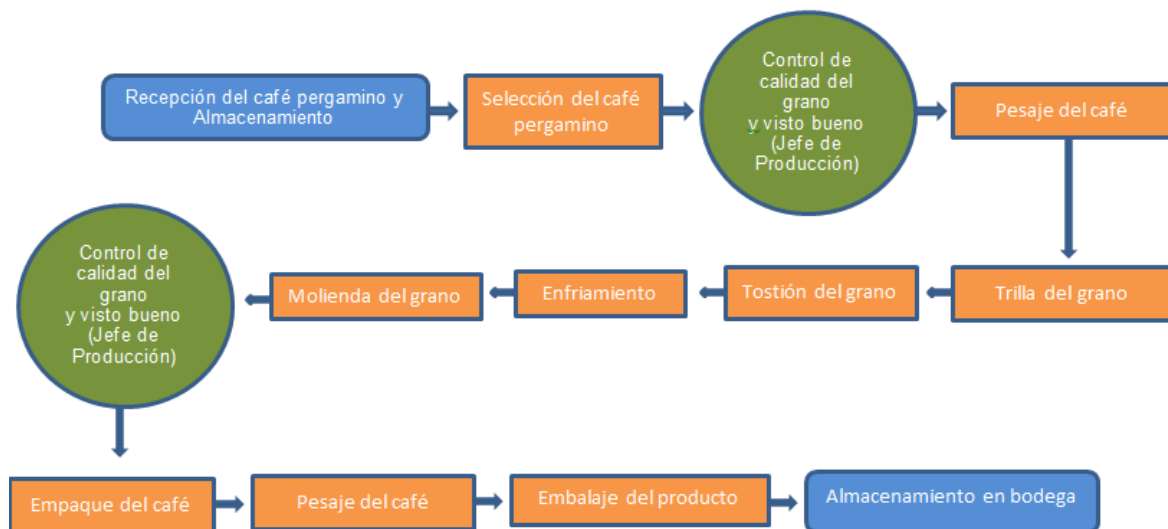 Recepción del café pergamino y
Almacenamiento
Selección del café
pergamino
Control de
calidad del
grano
y visto bueno
(Jefe de
Producción)
Pesaje del café
Trilla del grano
Tostión del grano
Enfriamiento
Molienda del grano
Control de
calidad del
grano
y visto bueno
(Jefe de
Producción)
Empaque del café
Pesaje del café
Embalaje del producto
Almacenamiento en bodega